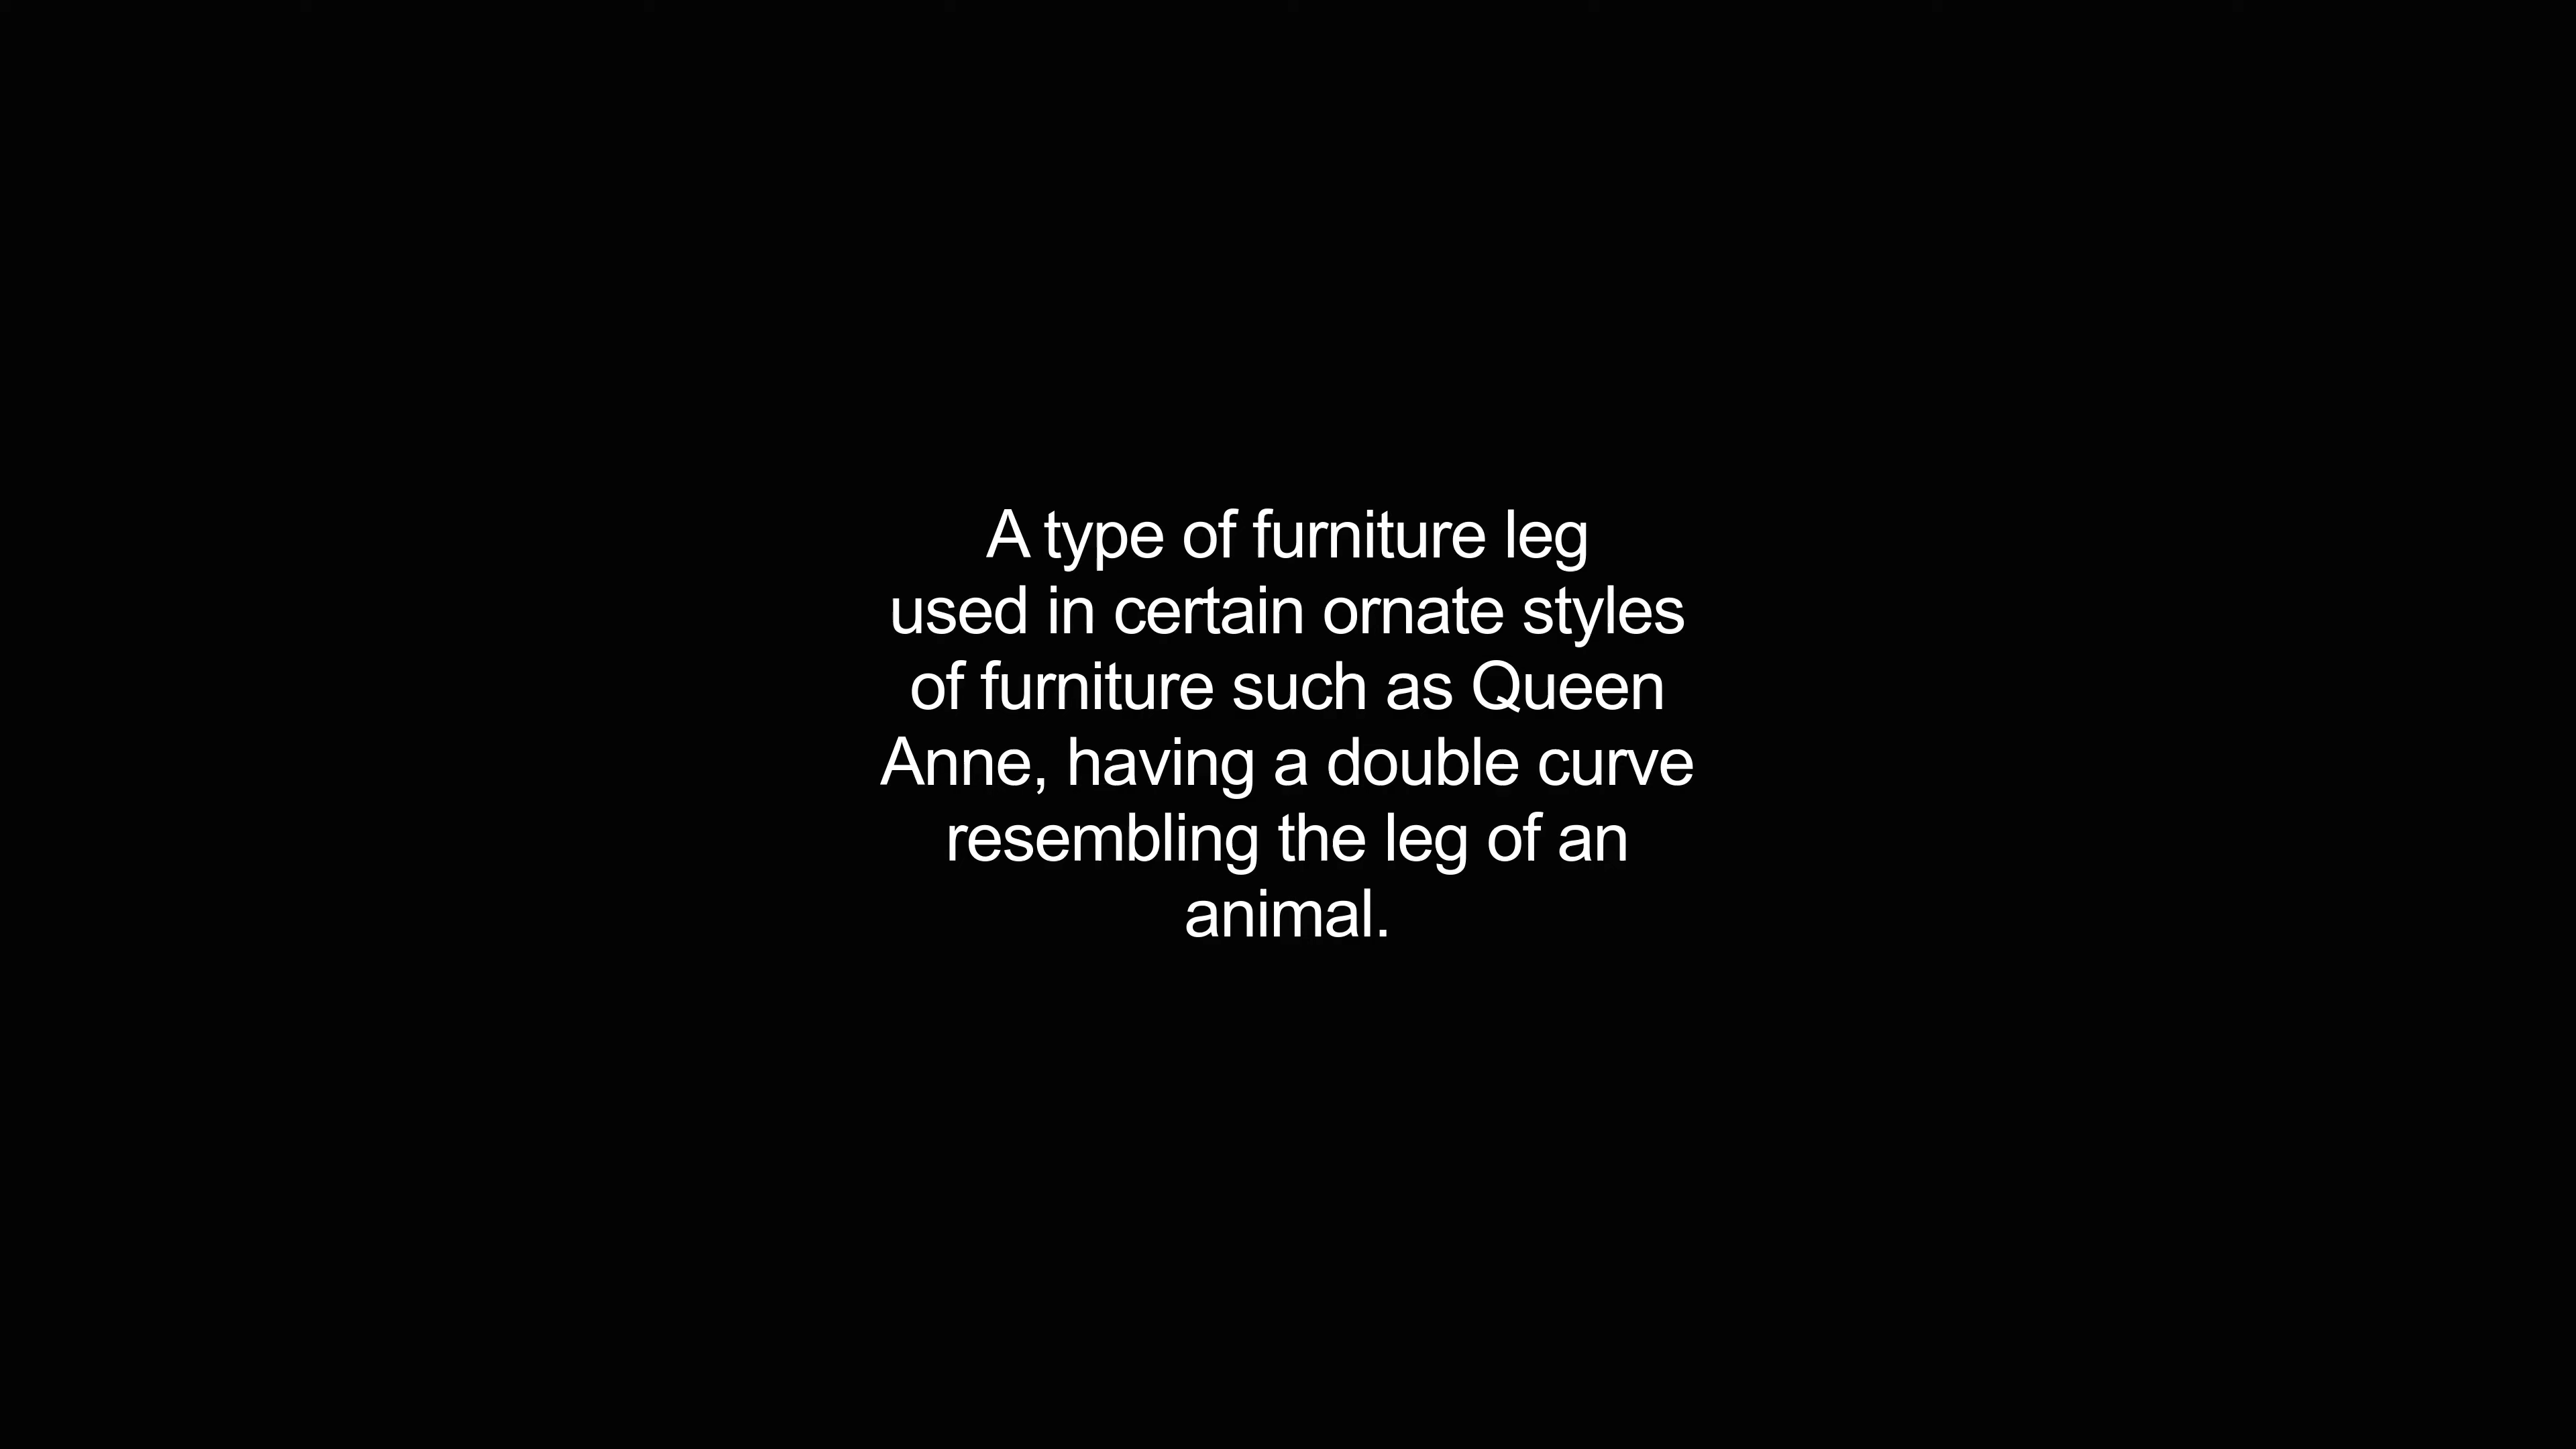 A type of furniture leg
used in certain ornate styles
of furniture such as Queen
Anne, having a double curve
resembling the leg of an
animal.